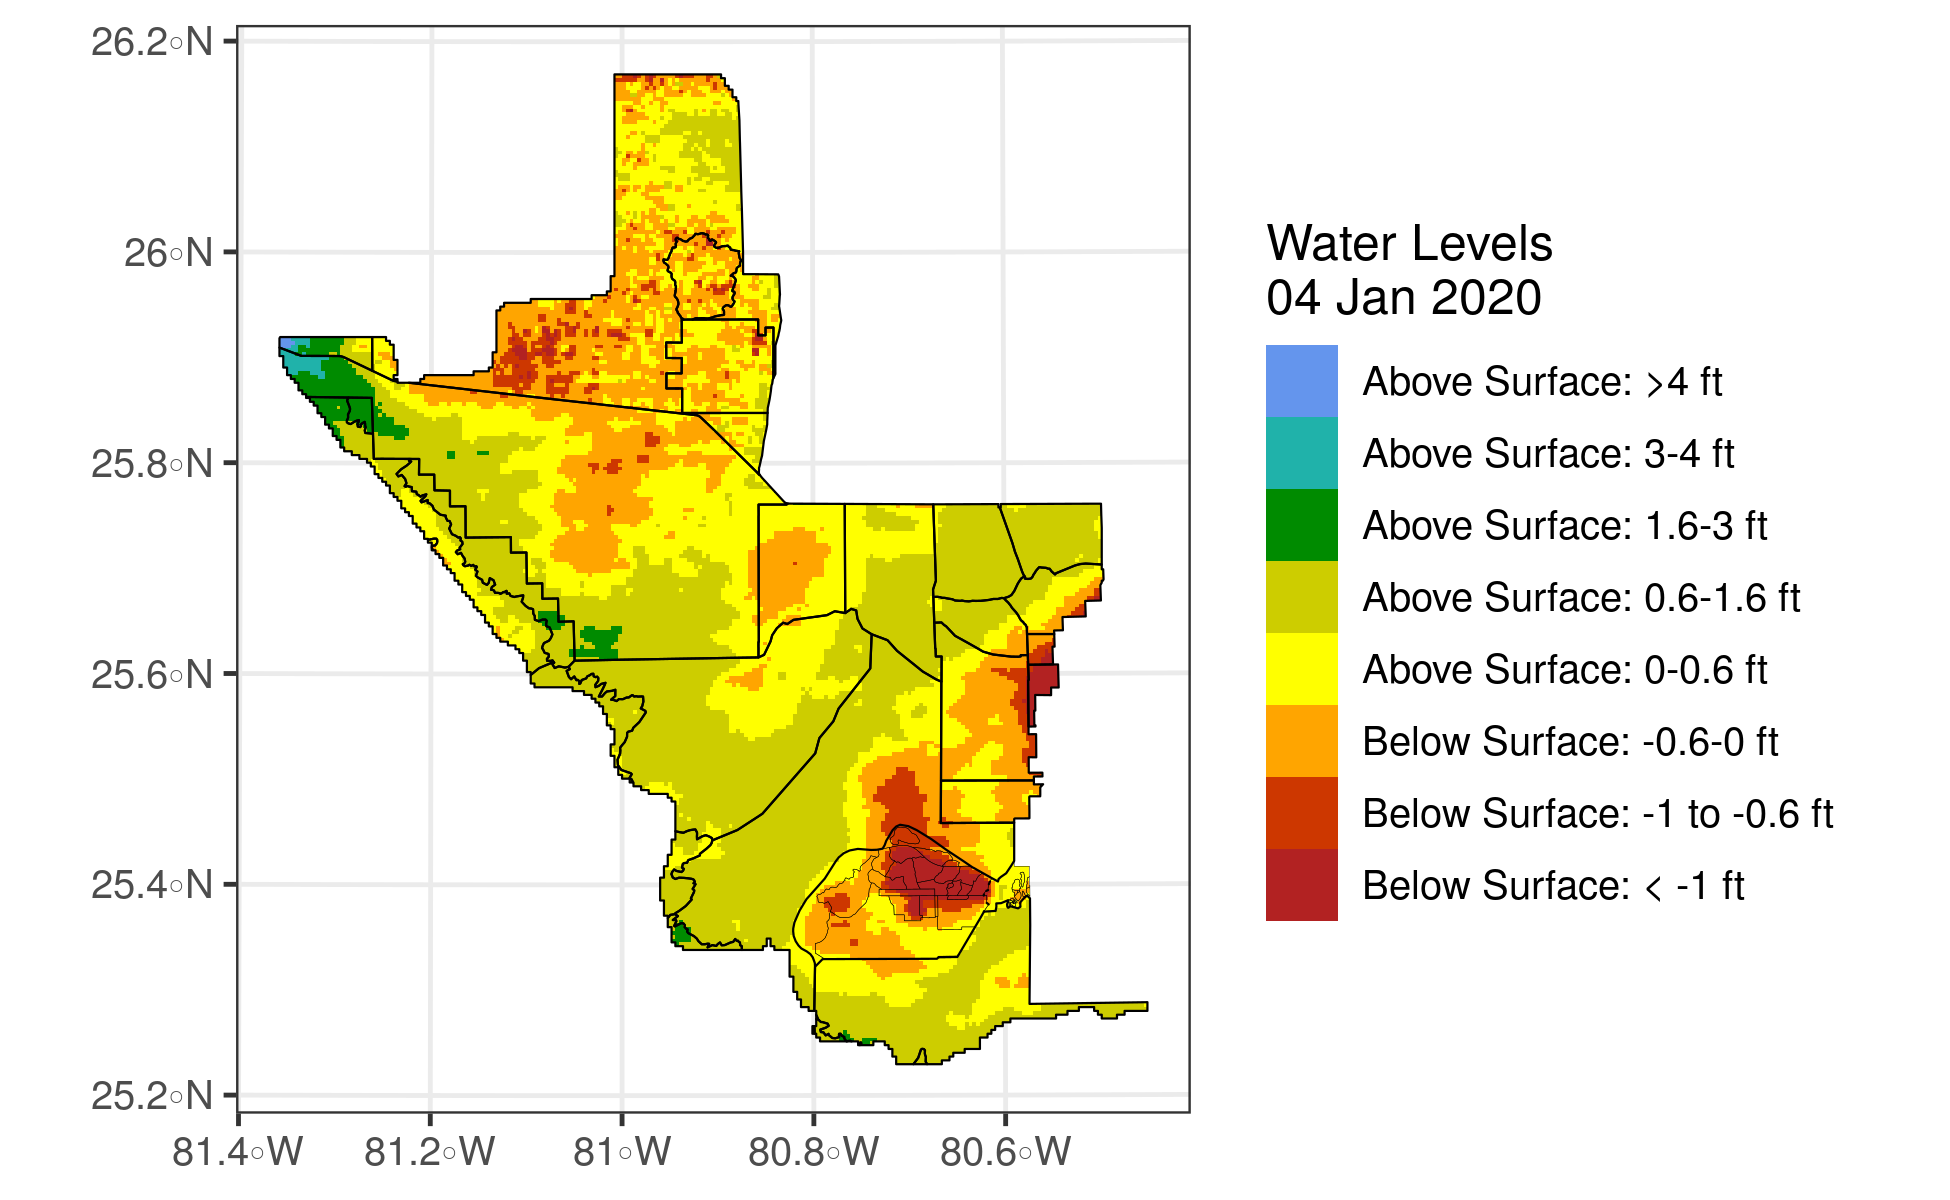 26.2°N
26°N
25.8°N
25.6°N
25.4°N
25.2°N
81.4°W 81.2°W 81°W 80.8°W 80.6°W
Water Levels
04 Jan 2020
Above Surface: >4 ft
Above Surface: 3-4 ft
Above Surface: 1.6-3 ft
Above Surface: 0.6-1.6 ft
Above Surface: 0-0.6 ft
Below Surface: -0.6-0 ft
Below Surface: -1 to -0.6 ft
Below Surface: < -1 ft